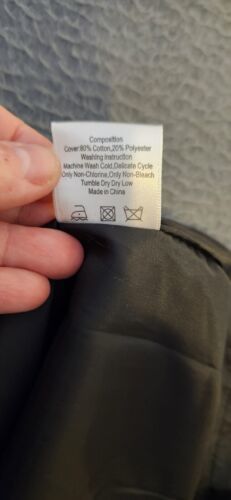 Composition
Cover:80% Cotton,20% Polyester
Washing Instruction
Machine Wash Cold,Delicate Cycle
Only Non-Chlorine,Only Non-Bleach
Tumble Dry Dry Low
Made in China